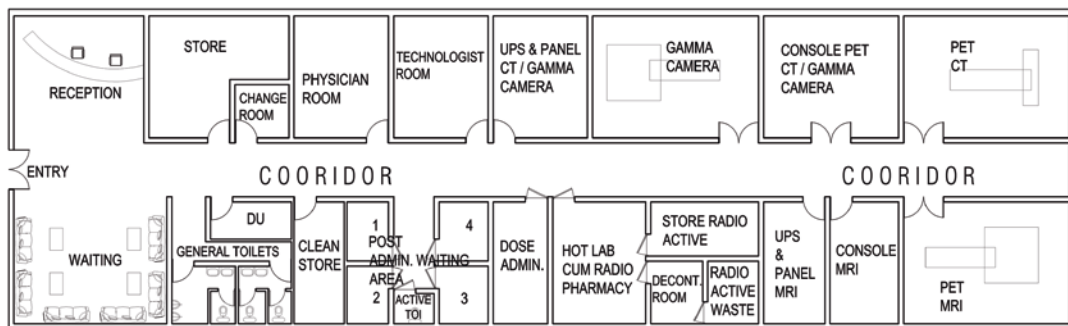 STORE
RECEPTION
CHANGE
ROOM
PHYSICIAN
ROOM
TECHNOLOGIST
ROOM
UPS & PANEL
CT / GAMMA
CAMERA
GAMMA
CAMERA
CONSOLE PET
CT / GAMMA
CAMERA
PET
CT
ENTRY
COORIDOR
COORIDOR
WAITING
DU
GENERAL TOILETS
CLEAN
STORE
1
2
POST
ADMIN. WAITING
AREA
4
3
ACTIVE
TOI
DOSE
ADMIN.
HOT LAB
CUM RADIO
PHARMACY
STORE RADIO
ACTIVE
DECONT.
ROOM
RADIO
ACTIVE
WASTE
UPS
&
PANEL
MRI
CONSOLE
MRI
PET
MRI